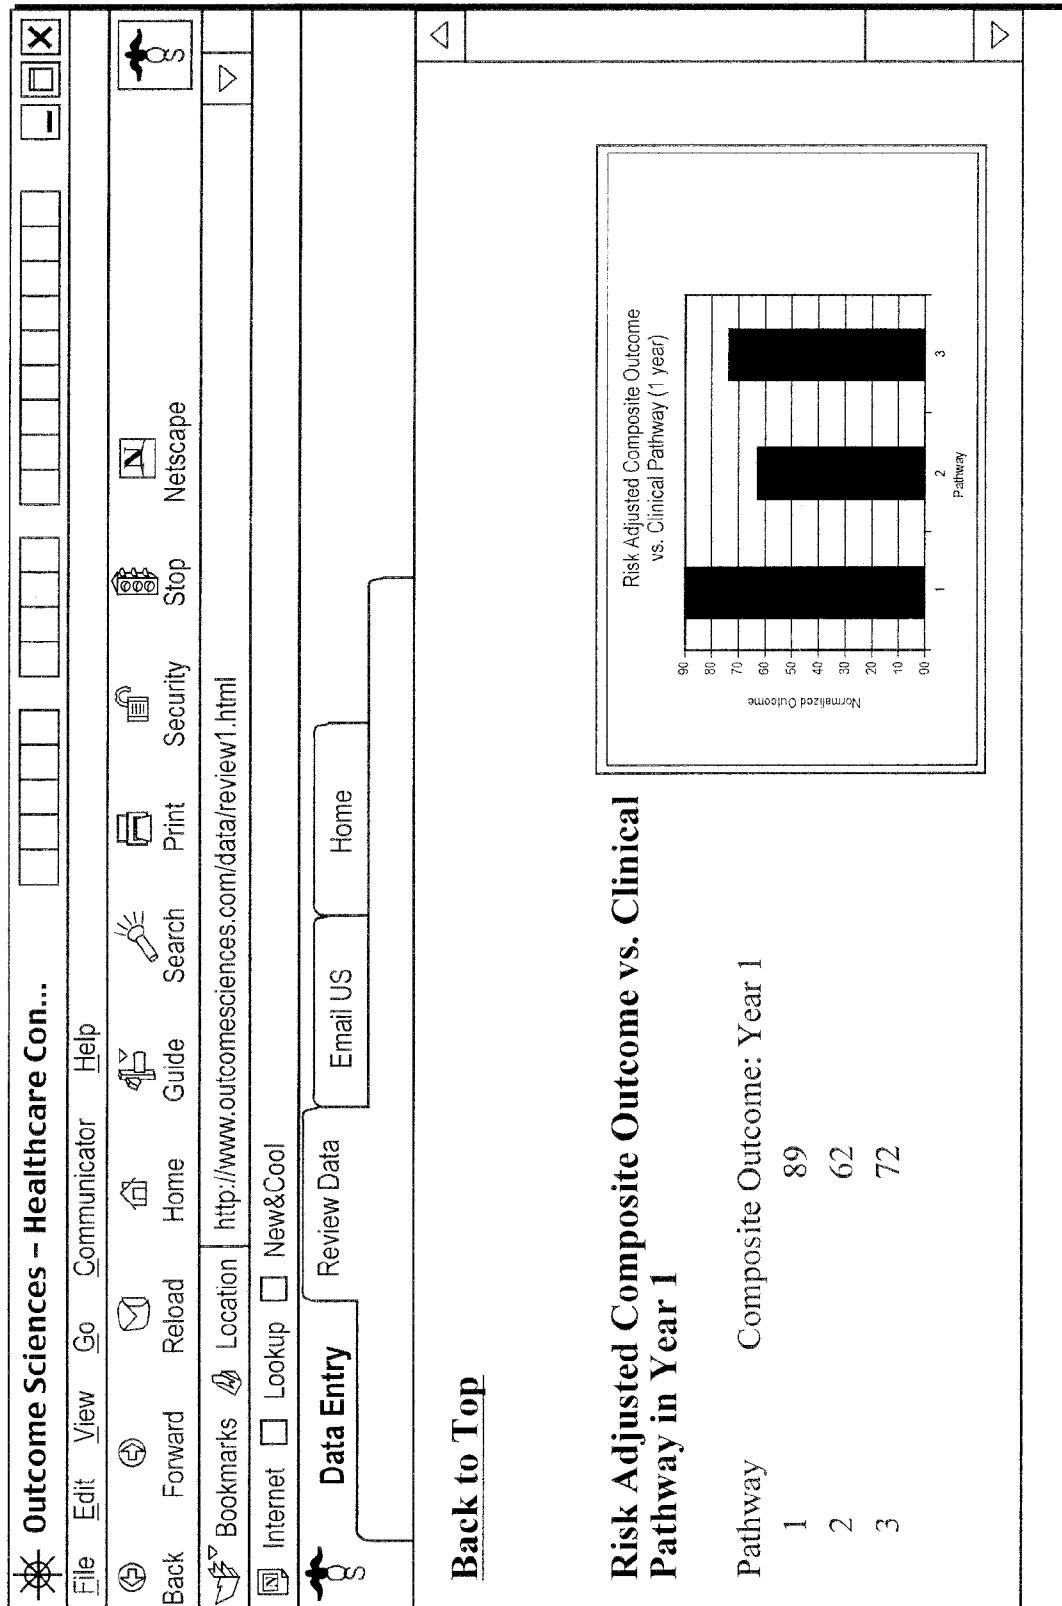 Outcome Sciences – Healthcare Con...
File Edit View Go Communicator Help
Back Forward Reload Home Guide Search Print Security Stop Netscape
N
Bookmarks Location http://www.outcomesciences.com/data/review1.html
N Internet Lookup New&Cool
S
S
Data Entry Review Data Email US Home
Back to Top
Risk Adjusted Composite Outcome vs. Clinical
Pathway in Year 1
Pathway Composite Outcome: Year 1
1 89
2 62
3 72
Risk Adjusted Composite Outcome
vs. Clinical Pathway (1 year)
Normalized Outcome
90
80
70
60
50
40
30
20
10
00
1 2 3
Pathway